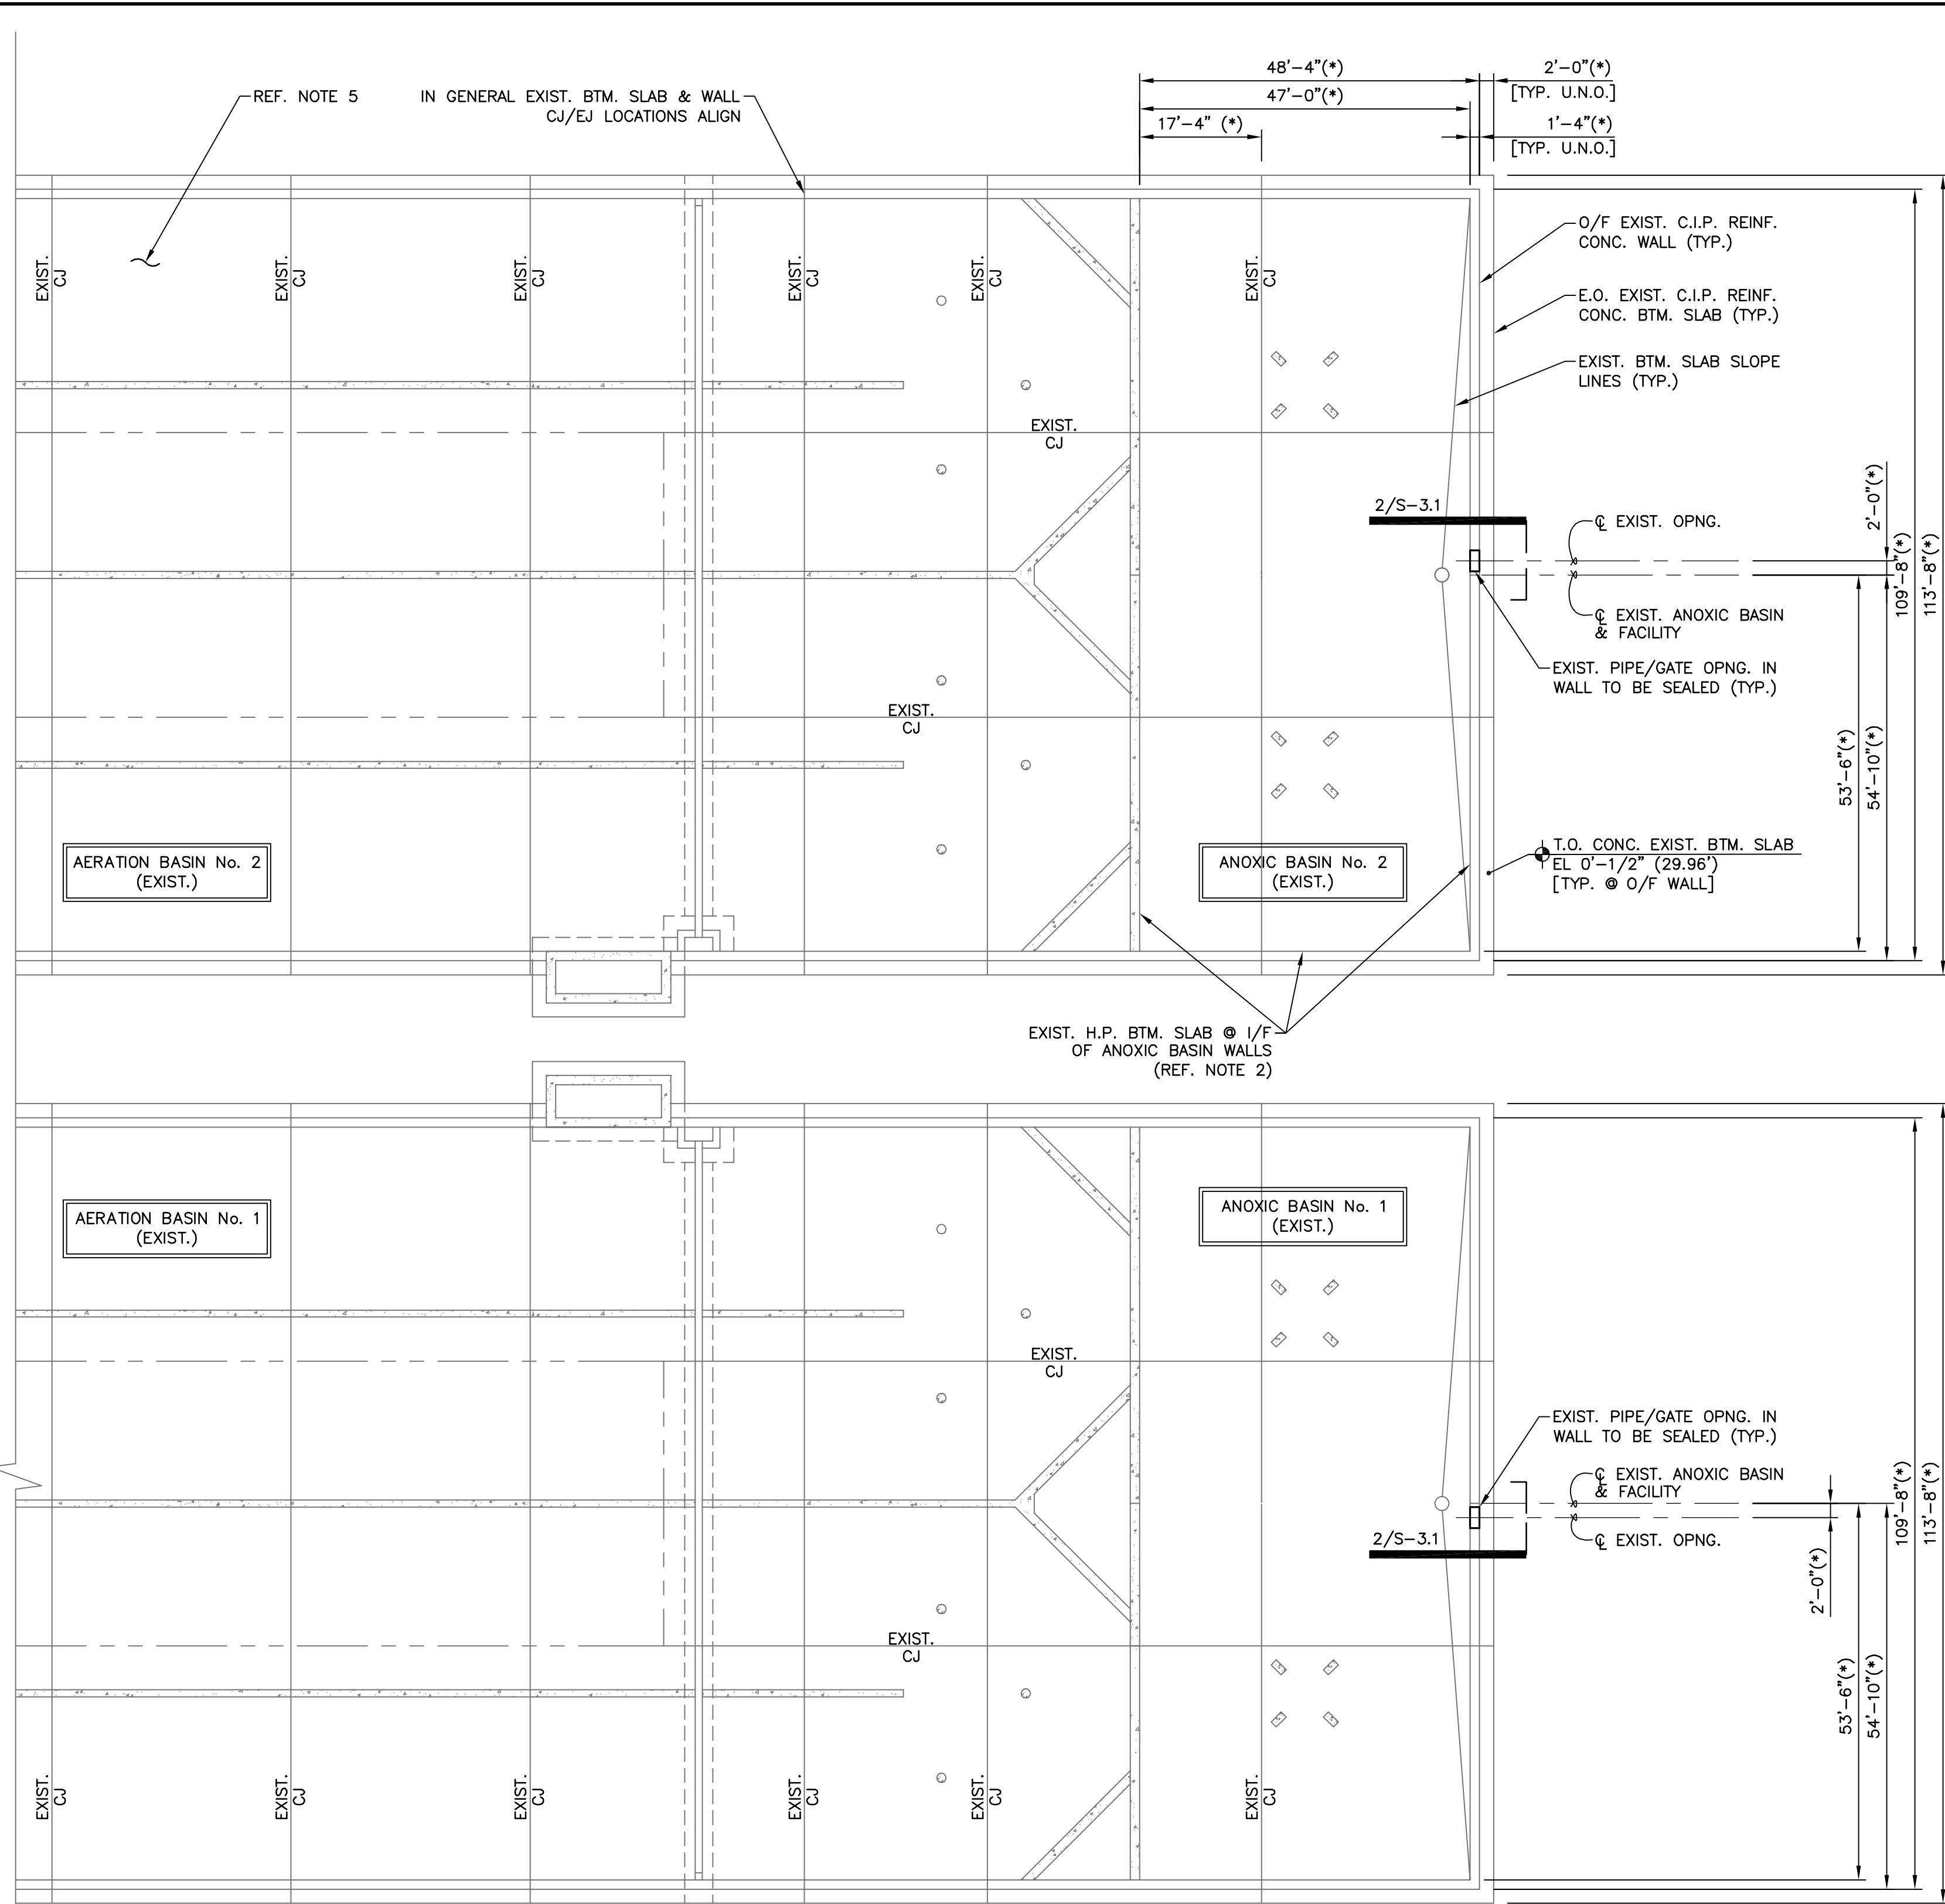 48'-4"(*)
2'-0"(*)
[TYP. U.N.O.]
47'-0"(*)
17'-4" (*)
1'-4"(*)
[TYP. U.N.O.]
REF. NOTE 5
IN GENERAL EXIST. BTM. SLAB & WALL
CJ/EJ LOCATIONS ALIGN
O/F EXIST. C.I.P. REINF.
CONC. WALL (TYP.)
E.O. EXIST. C.I.P. REINF.
CONC. BTM. SLAB (TYP.)
EXIST. BTM. SLAB SLOPE
LINES (TYP.)
EXIST.
CJ
EXIST.
CJ
EXIST.
CJ
EXIST.
CJ
EXIST.
CJ
EXIST.
CJ
EXIST.
CJ
2/S-3.1
℄ EXIST. OPNG.
2'-0"(*)
109'-8"(*)
113'-8"(*)
℄ EXIST. ANOXIC BASIN
& FACILITY
EXIST. PIPE/GATE OPNG. IN
WALL TO BE SEALED (TYP.)
EXIST.
CJ
53'-6"(*)
54'-10"(*)
AERATION BASIN No. 2
(EXIST.)
ANOXIC BASIN No. 2
(EXIST.)
T.O. CONC. EXIST. BTM. SLAB
EL 0'-1/2" (29.96')
[TYP. @ O/F WALL]
EXIST. H.P. BTM. SLAB @ I/F
OF ANOXIC BASIN WALLS
(REF. NOTE 2)
AERATION BASIN No. 1
(EXIST.)
ANOXIC BASIN No. 1
(EXIST.)
EXIST.
CJ
EXIST. PIPE/GATE OPNG. IN
WALL TO BE SEALED (TYP.)
℄ EXIST. ANOXIC BASIN
& FACILITY
2/S-3.1
℄ EXIST. OPNG.
109'-8"(*)
113'-8"(*)
2'-0"(*)
EXIST.
CJ
53'-6"(*)
54'-10"(*)
EXIST.
CJ
EXIST.
CJ
EXIST.
CJ
EXIST.
CJ
EXIST.
CJ
EXIST.
CJ